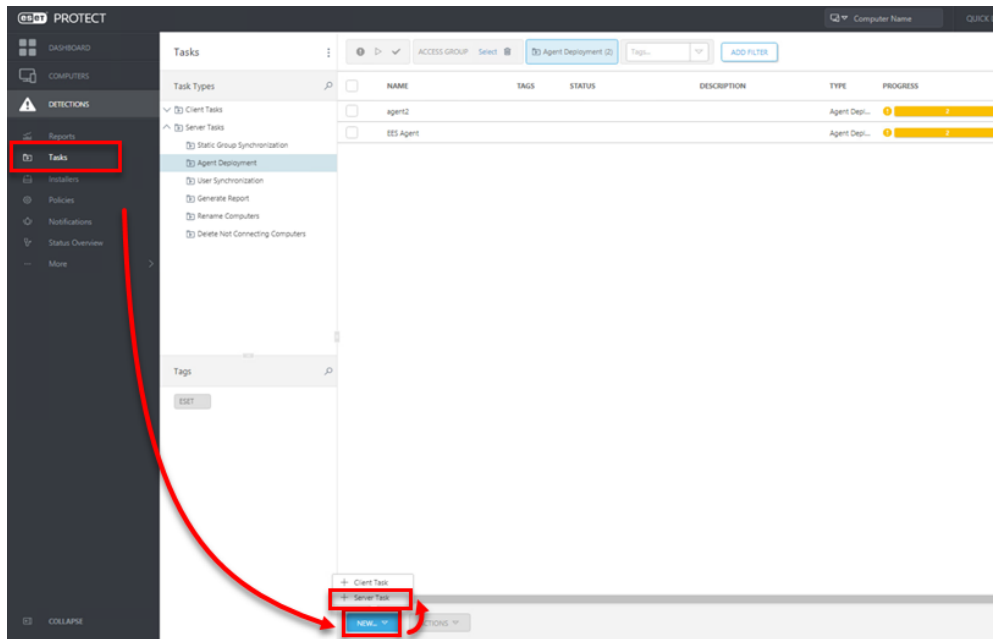 eset PROTECT
Computer Name
QUICK
DASHBOARD
COMPUTERS
DETECTIONS
Reports
Tasks
Installers
Policies
Notifications
Status Overview
More
COLLAPSE
Tasks
Task Types
Client Tasks
Server Tasks
Static Group Synchronization
Agent Deployment
User Synchronization
Generate Report
Rename Computers
Delete Not Connecting Computers
Tags
ESET
ACCESS GROUP Select
Agent Deployment (2)
Tags...
ADD FILTER
NAME TAGS STATUS DESCRIPTION TYPE PROGRESS
agent2 Agent Depl... 2
EES Agent Agent Depl... 2
Client Task
Server Task
NEW...
CTIONS